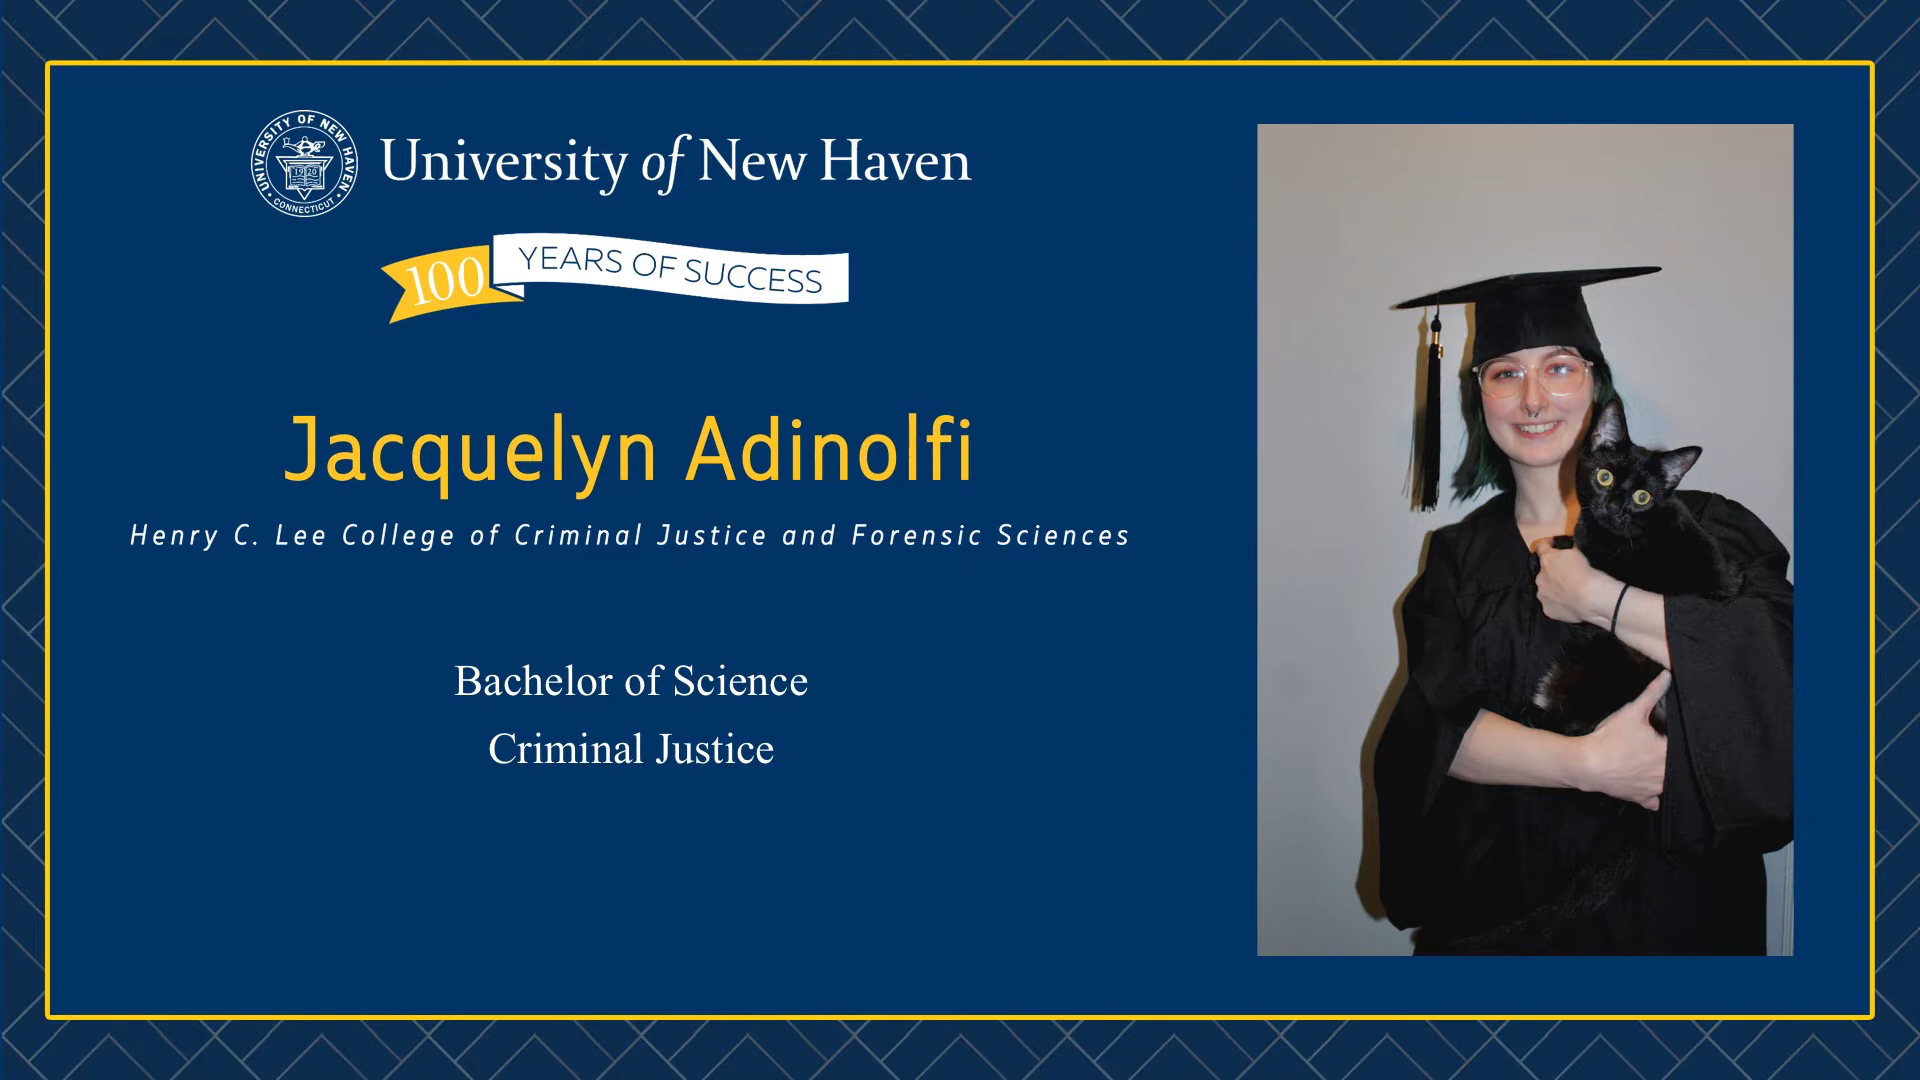 UNIVERSITY OF NEW HAVEN
1920
CONNECTICUT
University of New Haven
100 YEARS OF SUCCESS
Jacquelyn Adinolfi
Henry C. Lee College of Criminal Justice and Forensic Sciences
Bachelor of Science
Criminal Justice